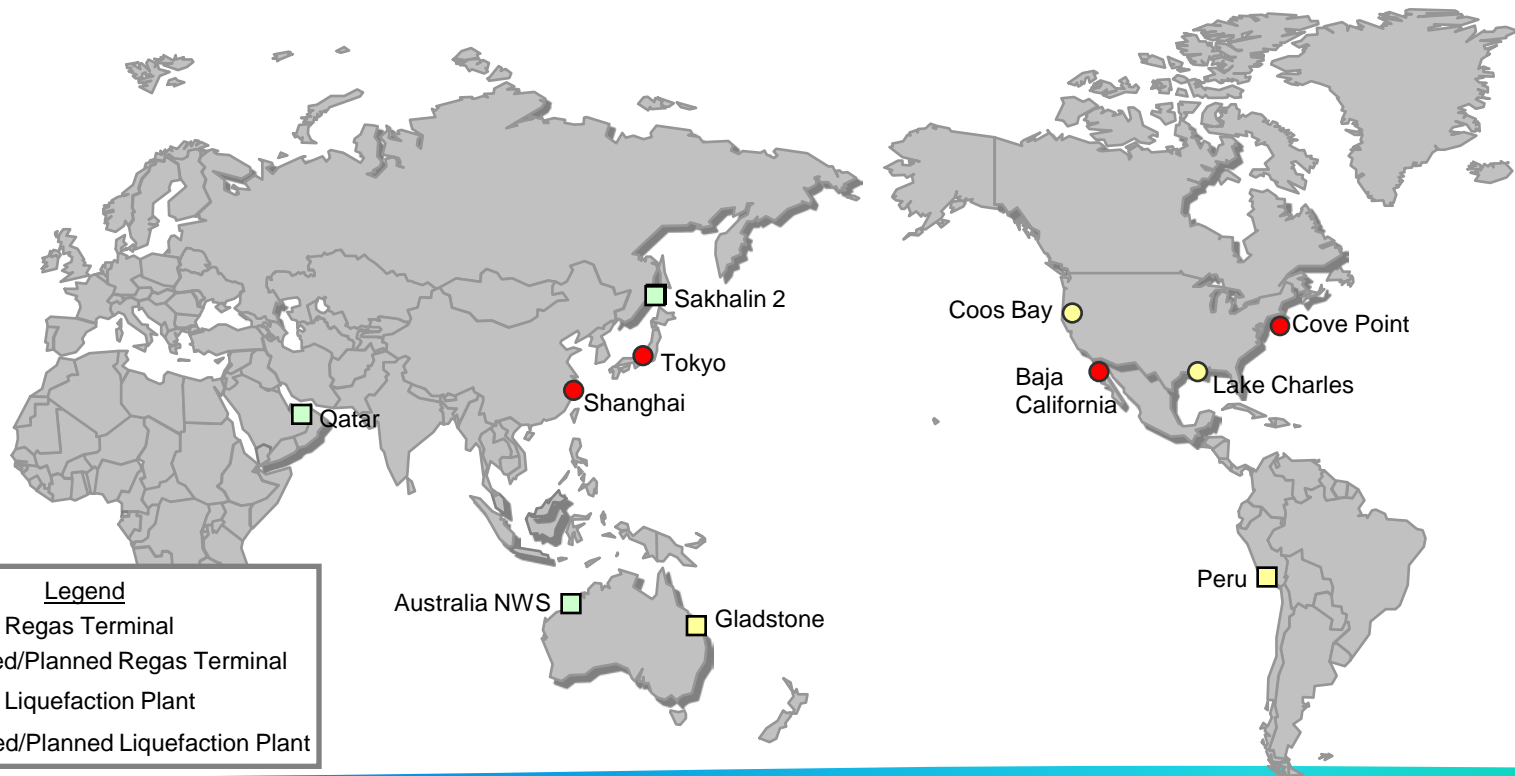 Sakhalin 2
Coos Bay
Cove Point
Tokyo
Baja
California
Lake Charles
Shanghai
Qatar
Peru
Australia NWS
Gladstone
Legend
Regas Terminal
ed/Planned Regas Terminal
Liquefaction Plant
ed/Planned Liquefaction Plant